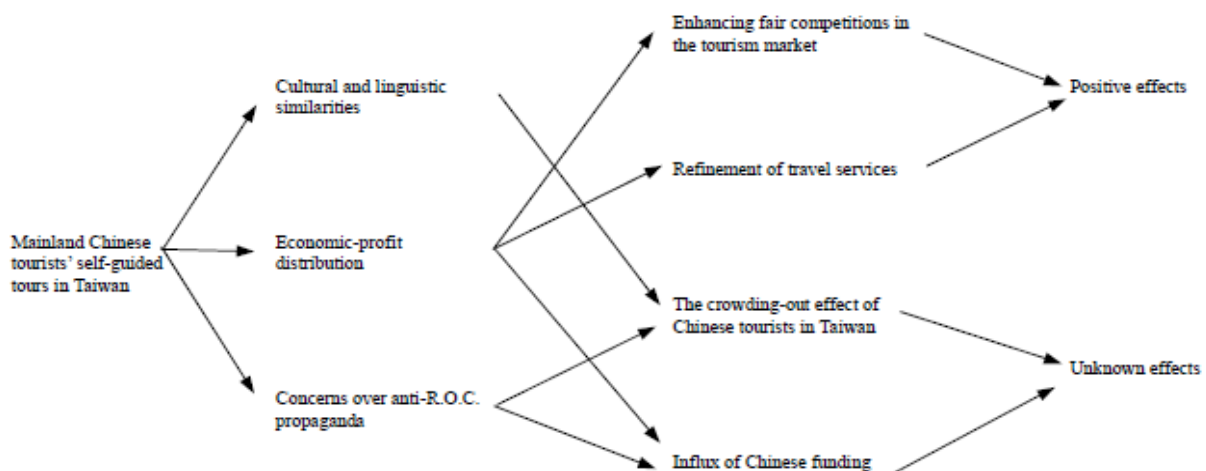 Enhancing fair competitions in
the tourism market
Cultural and linguistic
similarities
Positive effects
Refinement of travel services
Mainland Chinese
tourists’ self-guided
tours in Taiwan
Economic-profit
distribution
The crowding-out effect of
Chinese tourists in Taiwan
Unknown effects
Concerns over anti-R.O.C.
propaganda
Influx of Chinese funding